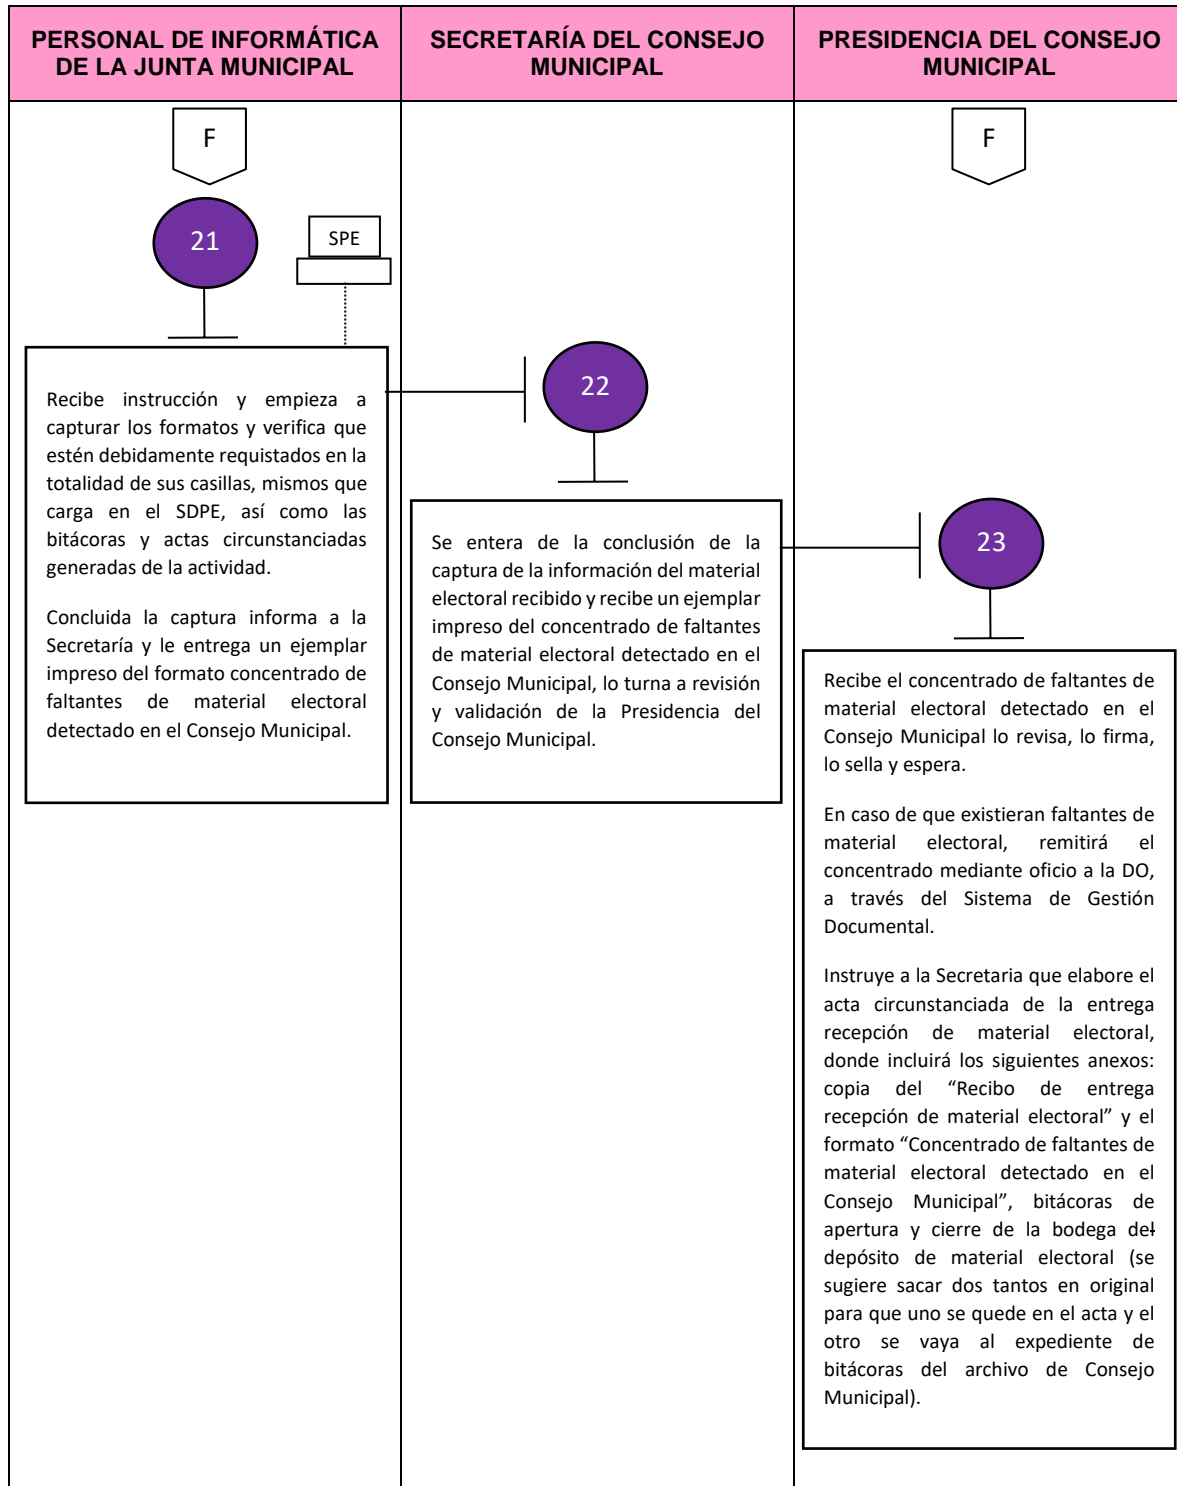 PERSONAL DE INFORMÁTICA
DE LA JUNTA MUNICIPAL
SECRETARÍA DEL CONSEJO
MUNICIPAL
PRESIDENCIA DEL CONSEJO
MUNICIPAL
F
F
21
SPE
Recibe instrucción y empieza a
capturar los formatos y verifica que
estén debidamente requistados en la
totalidad de sus casillas, mismos que
carga en el SDPE, así como las
bitácoras y actas circunstanciadas
generadas de la actividad.
Concluida la captura informa a la
Secretaría y le entrega un ejemplar
impreso del formato concentrado de
faltantes de material electoral
detectado en el Consejo Municipal.
22
Se entera de la conclusión de la
captura de la información del material
electoral recibido y recibe un ejemplar
impreso del concentrado de faltantes
de material electoral detectado en el
Consejo Municipal, lo turna a revisión
y validación de la Presidencia del
Consejo Municipal.
23
Recibe el concentrado de faltantes de
material electoral detectado en el
Consejo Municipal lo revisa, lo firma,
lo sella y espera.
En caso de que existieran faltantes de
material electoral, remitirá el
concentrado mediante oficio a la DO,
a través del Sistema de Gestión
Documental.
Instruye a la Secretaria que elabore el
acta circunstanciada de la entrega
recepción de material electoral,
donde incluirá los siguientes anexos:
copia del “Recibo de entrega
recepción de material electoral” y el
formato “Concentrado de faltantes de
material electoral detectado en el
Consejo Municipal”, bitácoras de
apertura y cierre de la bodega del
depósito de material electoral (se
sugiere sacar dos tantos en original
para que uno se quede en el acta y el
otro se vaya al expediente de
bitácoras del archivo de Consejo
Municipal).